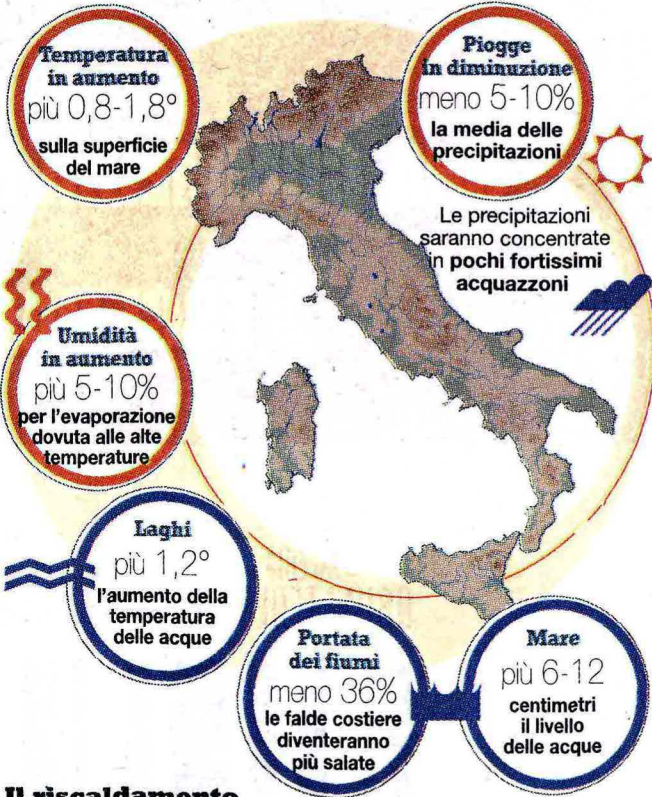 Temperatura
in aumento
più 0,8-1,8°
sulla superficie
del mare
Piogge
in diminuzione
meno 5-10%
la media delle
precipitazioni
Le precipitazioni
saranno concentrate
in pochi fortissimi
acquazzoni
Umidità
in aumento
più 5-10%
per l'evaporazione
dovuta alle alte
temperature
Laghi
più 1,2°
l'aumento della
temperatura
delle acque
Portata
dei fiumi
meno 36%
le falde costiere
diventeranno
più salate
Mare
più 6-12
centimetri
il livello
delle acque
Il riscaldamento